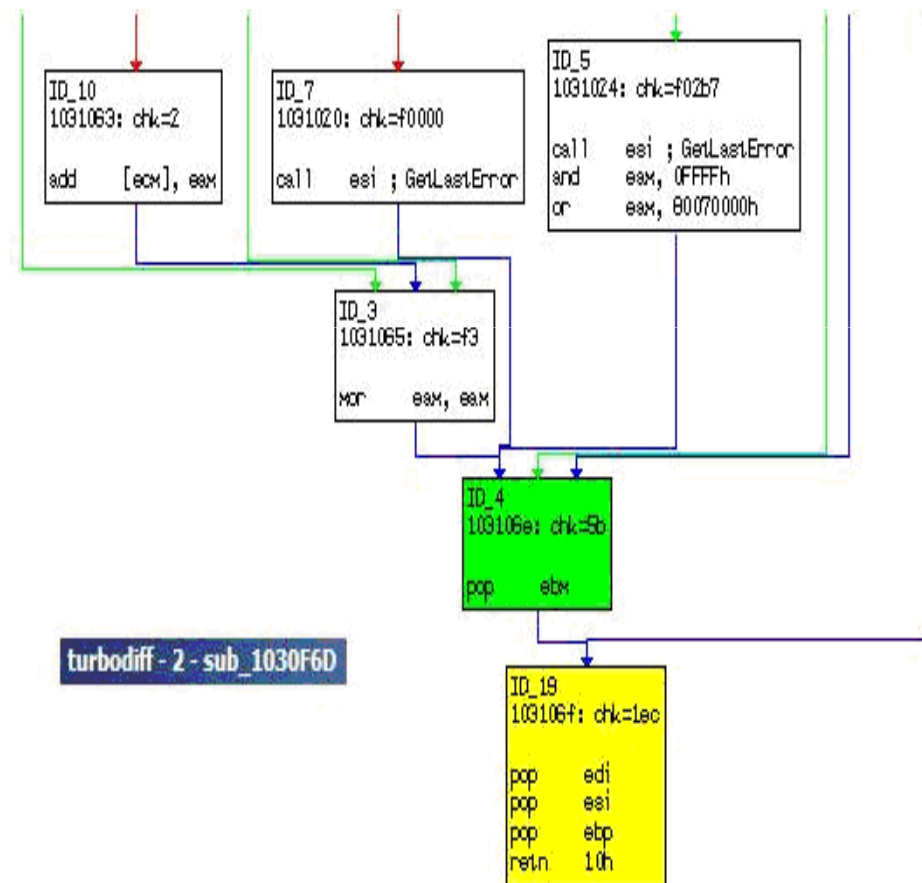 ID_10
1031063: chk=2
add [ecx], eax
ID_7
1031020: chk=f0000
call esi ; GetLastError
ID_5
1031024: chk=f02b7
call esi ; GetLastError
and eax, 0FFFFh
or eax, 80070000h
ID_3
1031065: chk=f3
xor eax, eax
ID_4
103106e: chk=5b
pop ebx
turbodiff - 2 - sub_1030F6D
ID_19
103106f: chk=1ec
pop edi
pop esi
pop ebp
retn 10h